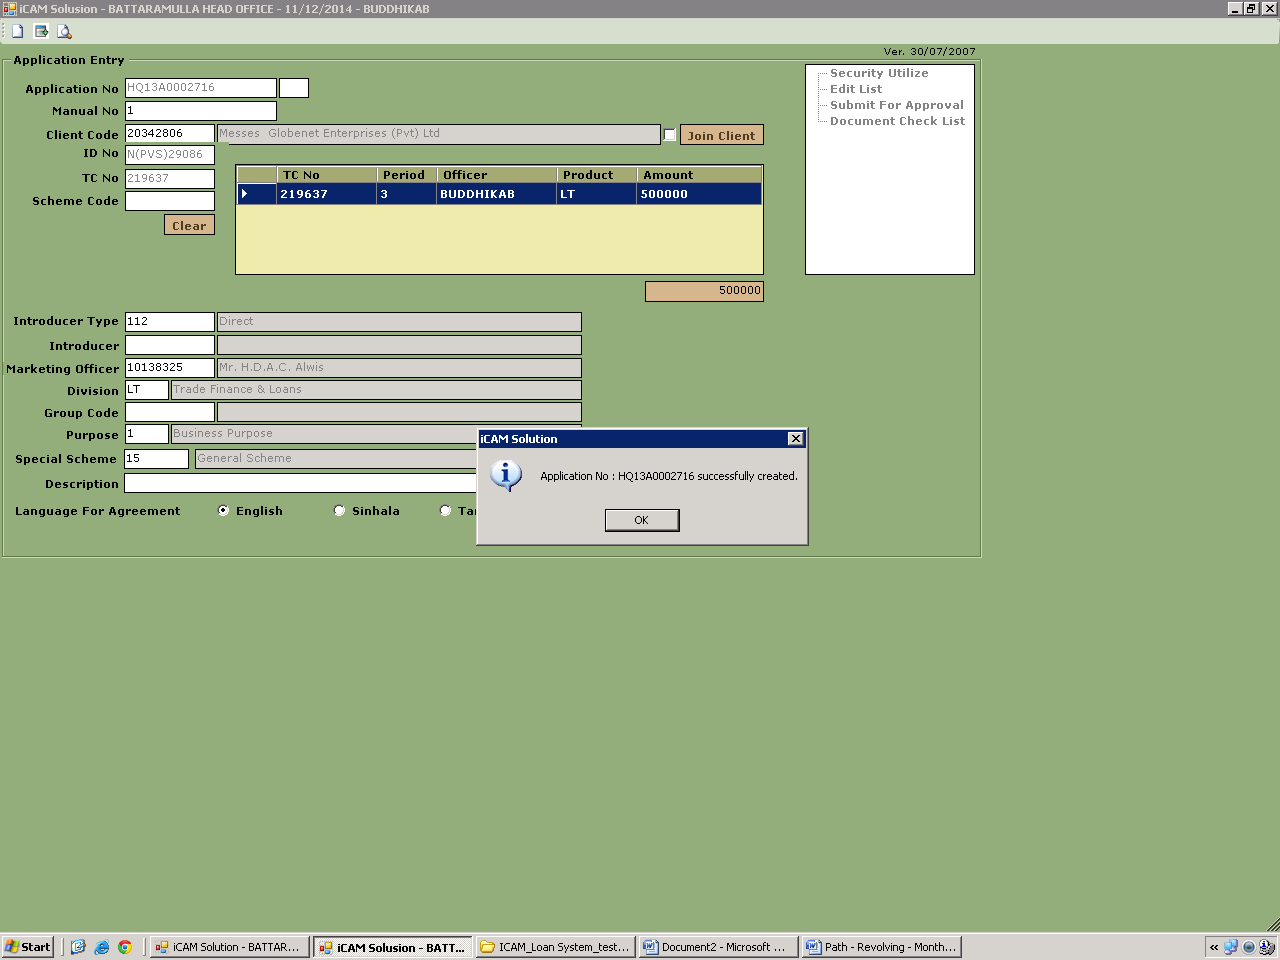 iCAM Solusion - BATTARAMULLA HEAD OFFICE - 11/12/2014 - BUDDHIKAB
Ver. 30/07/2007
Application Entry
Application No HQ13A0002716
Manual No 1
Client Code 20342806 Messes Globenet Enterprises (Pvt) Ltd Join Client
ID No N(PVS)29086
TC No 219637
Scheme Code
Clear
TC No Period Officer Product Amount
219637 3 BUDDHIKAB LT 500000
500000
Security Utilize
Edit List
Submit For Approval
Document Check List
Introducer Type 112 Direct
Introducer
Marketing Officer 10138325 Mr. H.D.A.C. Alwis
Division LT Trade Finance & Loans
Group Code
Purpose 1 Business Purpose
Special Scheme 15 General Scheme
Description
Language For Agreement English Sinhala Ta
iCAM Solution
Application No : HQ13A0002716 successfully created.
OK
Start iCAM Solution - BATTAR... iCAM Solusion - BATT... ICAM_Loan System_test... Document2 - Microsoft ... Path - Revolving - Month... «